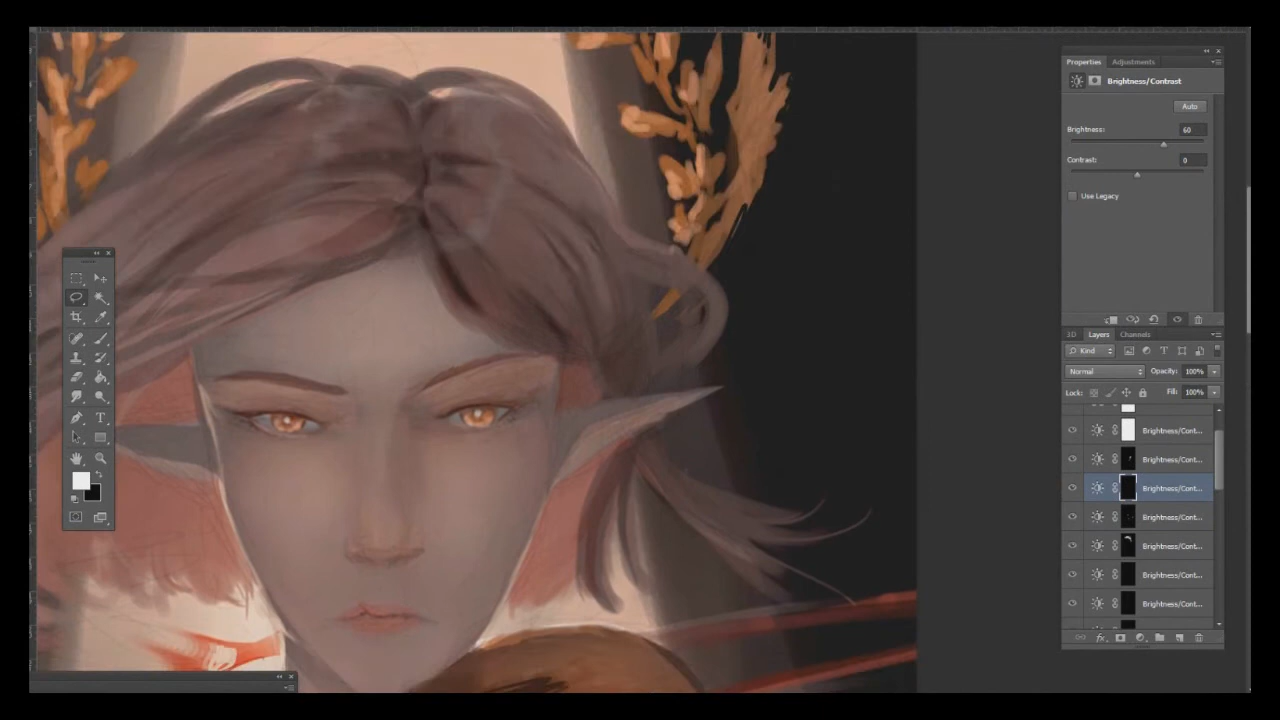 Properties Adjustments
Brightness/Contrast
Auto
Brightness: 60
Contrast: 0
Use Legacy
3D Layers Channels
Kind
T
Normal Opacity: 100%
Lock: Fill: 100%
Brightness/Cont...
Brightness/Cont...
Brightness/Cont...
Brightness/Cont...
Brightness/Cont...
Brightness/Cont...
Brightness/Cont...
fx
T